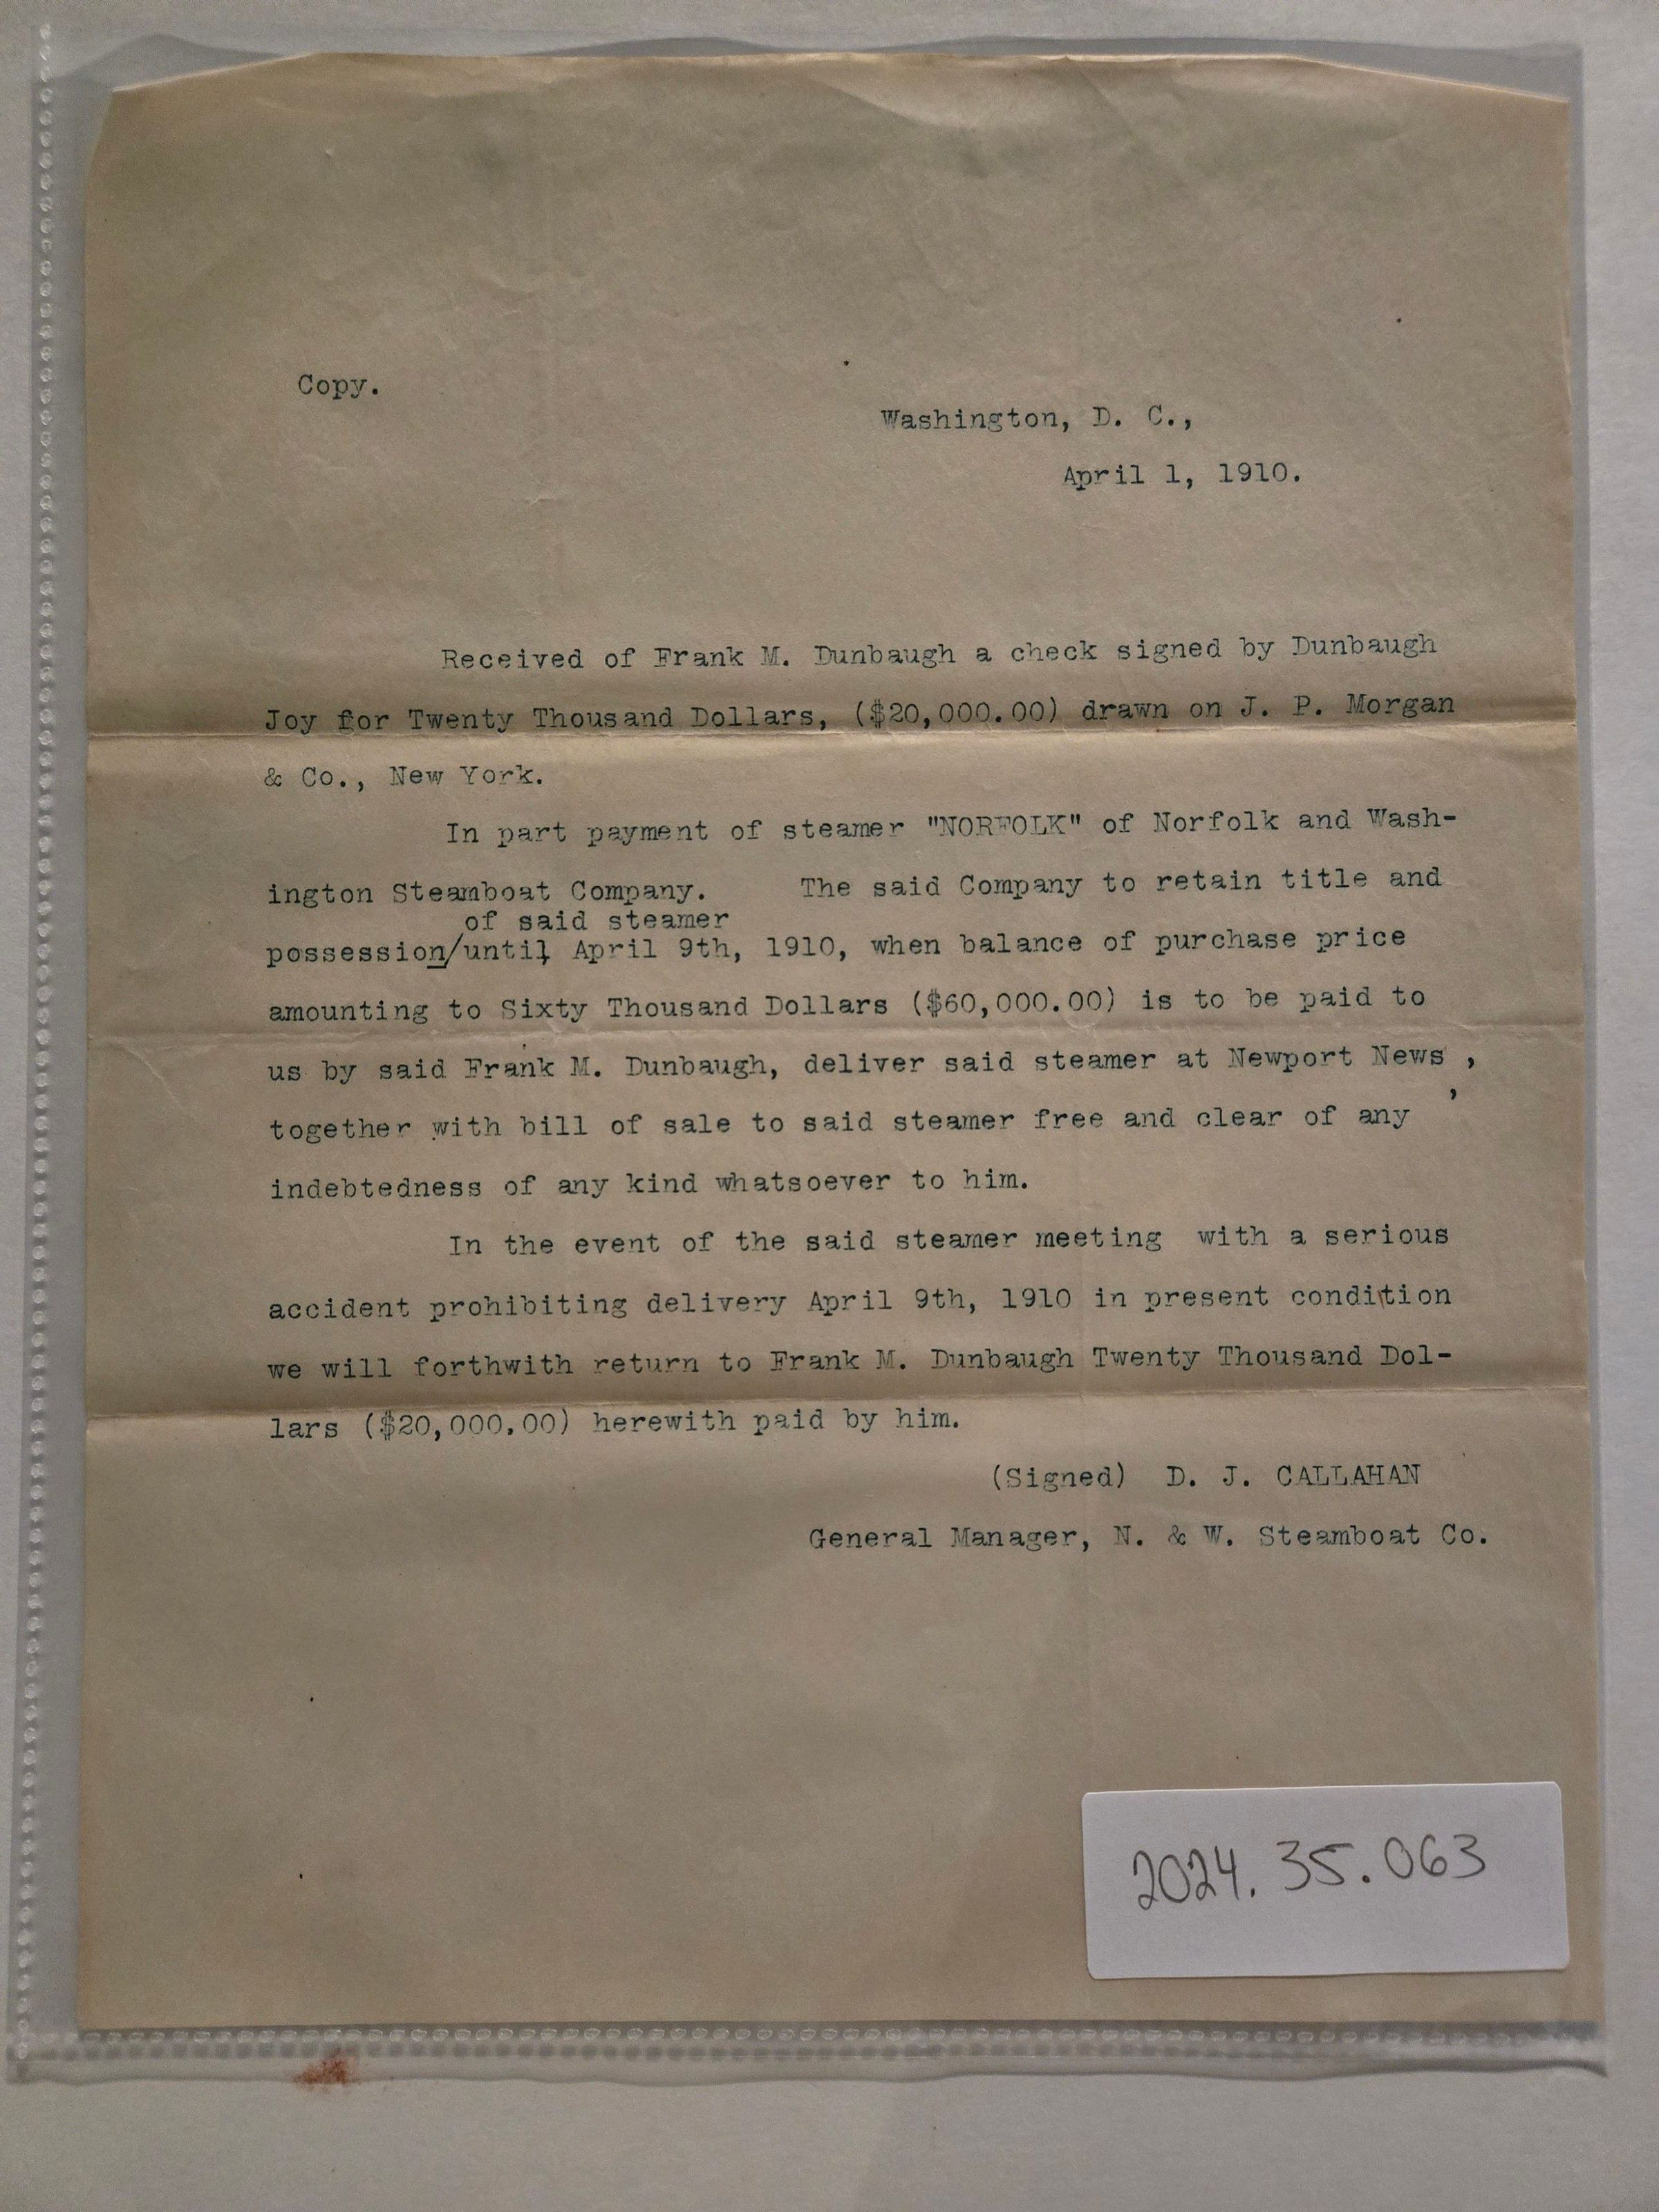 Copy.
Washington, D. C.,
April 1, 1910.
Received of Frank M. Dunbaugh a check signed by Dunbaugh
Joy for Twenty Thousand Dollars, ($20,000.00) drawn on J. P. Morgan
& Co., New York.
In part payment of steamer "NORFOLK" of Norfolk and Wash-
ington Steamboat Company. The said Company to retain title and
of said steamer
possession/until April 9th, 1910, when balance of purchase price
amounting to Sixty Thousand Dollars ($60,000.00) is to be paid to
us by said Frank M. Dunbaugh, deliver said steamer at Newport News ,
together with bill of sale to said steamer free and clear of any ,
indebtedness of any kind whatsoever to him.
In the event of the said steamer meeting with a serious
accident prohibiting delivery April 9th, 1910 in present condition
we will forthwith return to Frank M. Dunbaugh Twenty Thousand Dol-
lars ($20,000.00) herewith paid by him.
(Signed) D. J. CALLAHAN
General Manager, N. & W. Steamboat Co.
2024.35.063